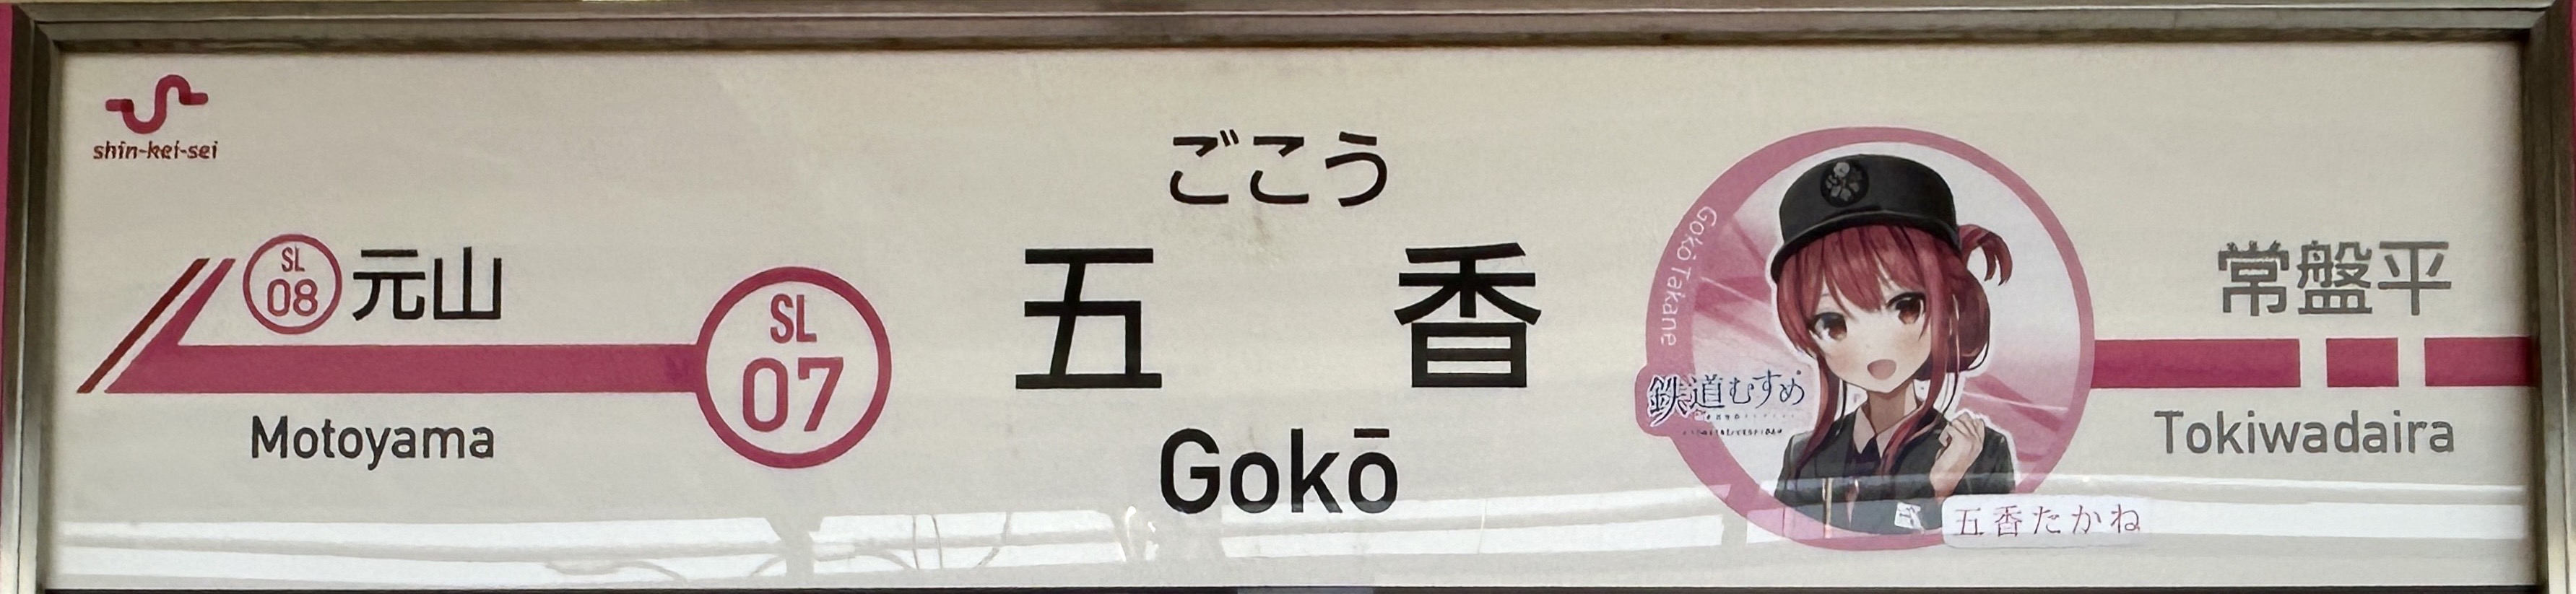 shin-kei-sei
SL
08
元山
Motoyama
SL
07
ごこう
五香
Gokō
Gokō Takane
鉄道むすめ
五香たかね
常盤平
Tokiwadaira